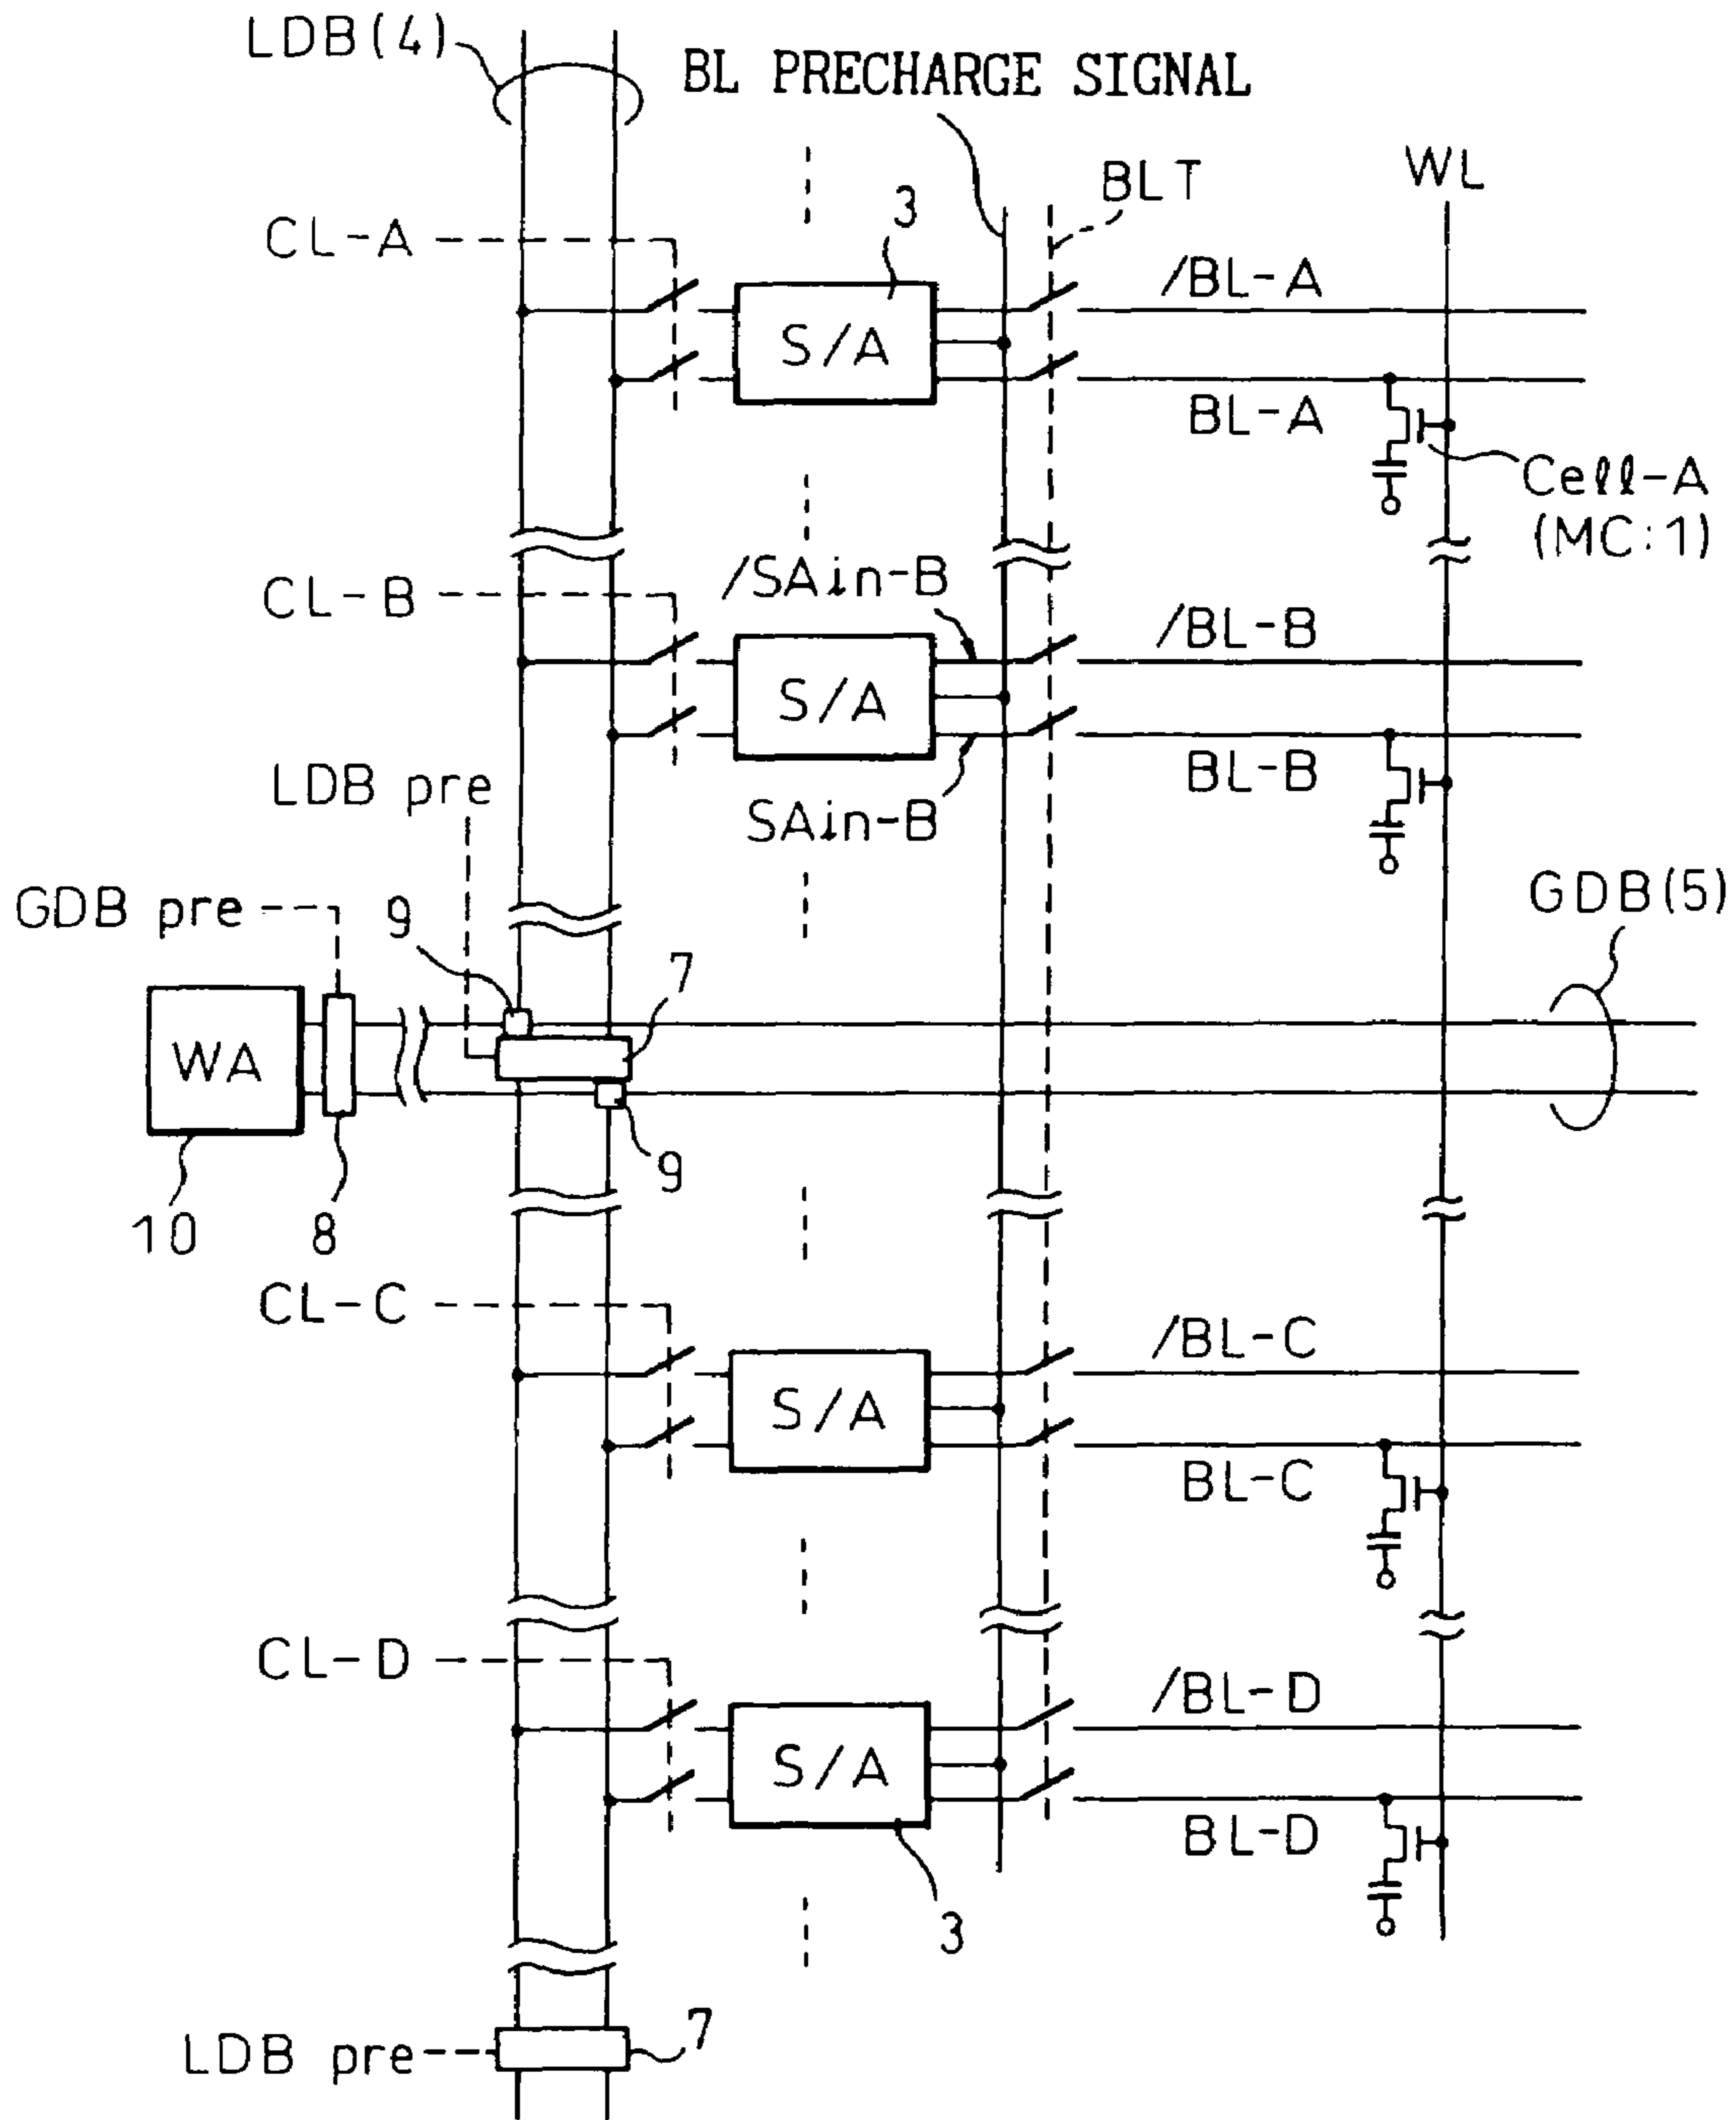 LDB(4)
BL PRECHARGE SIGNAL
WL
BLT
3
CL-A
/BL-A
S/A
BL-A
Cell-A
(MC:1)
CL-B
/SAin-B
/BL-B
S/A
LDB pre
BL-B
SAin-B
GDB(5)
GDB pre
9
7
WA
9
10
8
CL-C
/BL-C
S/A
BL-C
CL-D
/BL-D
S/A
BL-D
3
7
LDB pre